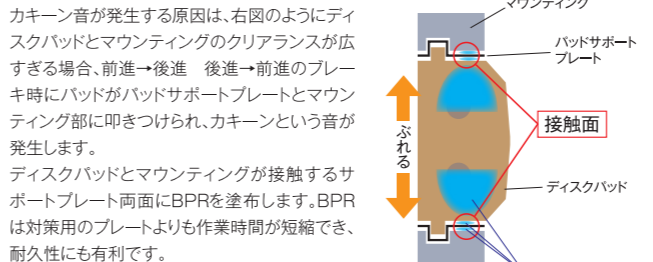 カキーン音が発生する原因は、右図のようにディ
スクパッドとマウンティングのクリアランスが広
すぎる場合、前進→後進　後進→前進のブレー
キ時にパッドがパッドサポートプレートとマウン
ティング部に叩きつけられ、カキーンという音が
発生します。
ディスクパッドとマウンティングが接触するサ
ポートプレート両面にBPRを塗布します。BPR
は対策用のプレートよりも作業時間が短縮でき、
耐久性にも有利です。
マウンティング
パッドサポート
プレート
接触面
ぶれる
ディスクパッド